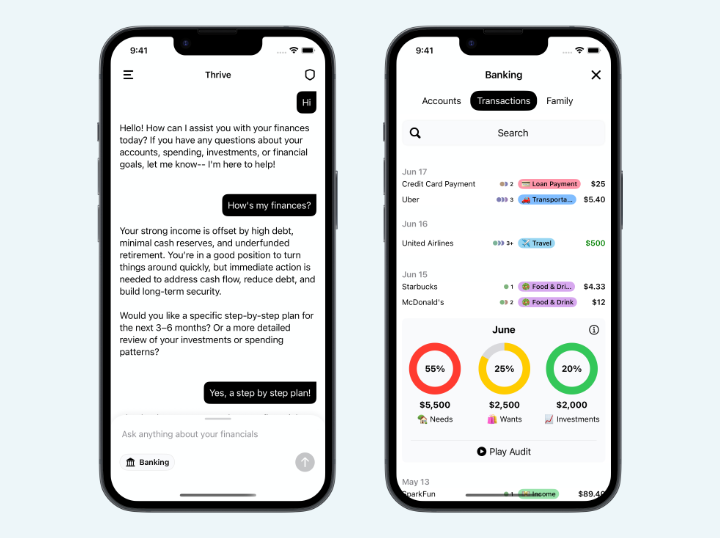 9:41
Thrive
Hi
Hello! How can I assist you with your finances
today? If you have any questions about your
accounts, spending, investments, or financial
goals, let me know-- I'm here to help!
How's my finances?
Your strong income is offset by high debt,
minimal cash reserves, and underfunded
retirement. You're in a good position to turn
things around quickly, but immediate action is
needed to address cash flow, reduce debt, and
build long-term security.
Would you like a specific step-by-step plan for
the next 3–6 months? Or a more detailed
review of your investments or spending
patterns?
Yes, a step by step plan!
Ask anything about your financials
Banking
9:41
Banking
Accounts Transactions Family
Search
Jun 17
Credit Card Payment 2 Loan Payment $25
Uber 3 Transporta... $5.40
Jun 16
United Airlines 3+ Travel $500
Jun 15
Starbucks 1 Food & Dri... $4.33
McDonald's 2 Food & Drink $12
June
55% 25% 20%
$5,500 $2,500 $2,000
Needs Wants Investments
Play Audit
May 13
SparkFun 1 Income $89.40